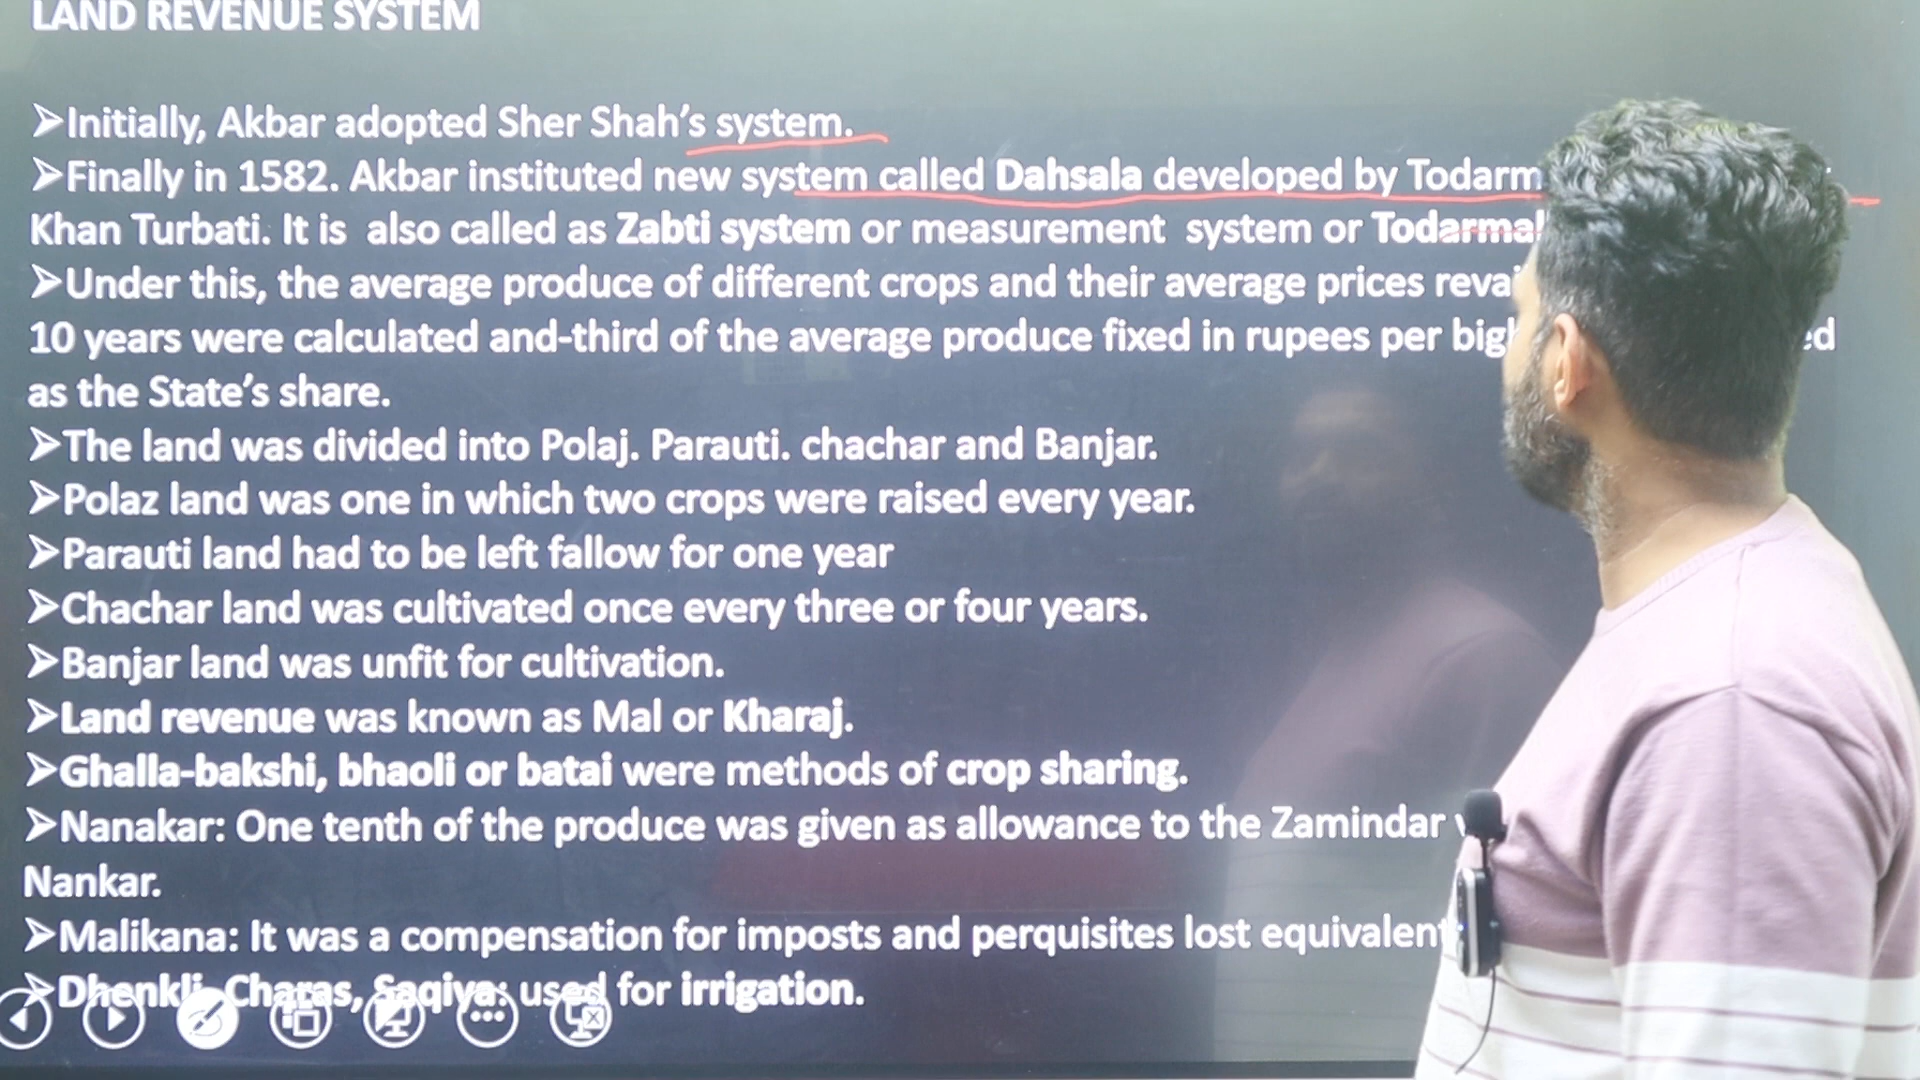 LAND REVENUE SYSTEM
➢Initially, Akbar adopted Sher Shah's system.
➢Finally in 1582. Akbar instituted new system called Dahsala developed by
Khan Turbati. It is also called as Zabti system or measurement system or
➢Under this, the average produce of different crops and their average prices
10 years were calculated and-third of the average produce fixed in rupees per
as the State's share.
➢The land was divided into Polaj. Parauti. chachar and Banjar.
➢Polaz land was one in which two crops were raised every year.
➢Parauti land had to be left fallow for one year
➢Chachar land was cultivated once every three or four years.
➢Banjar land was unfit for cultivation.
➢Land revenue was known as Mal or Kharaj.
➢Ghalla-bakshi, bhaoli or batai were methods of crop sharing.
➢Nanakar: One tenth of the produce was given as allowance to the Zamindar
Nankar.
➢Malikana: It was a compensation for imposts and perquisites lost equivalent
➢Dhenkli, Charas, Saqiya: used for irrigation.